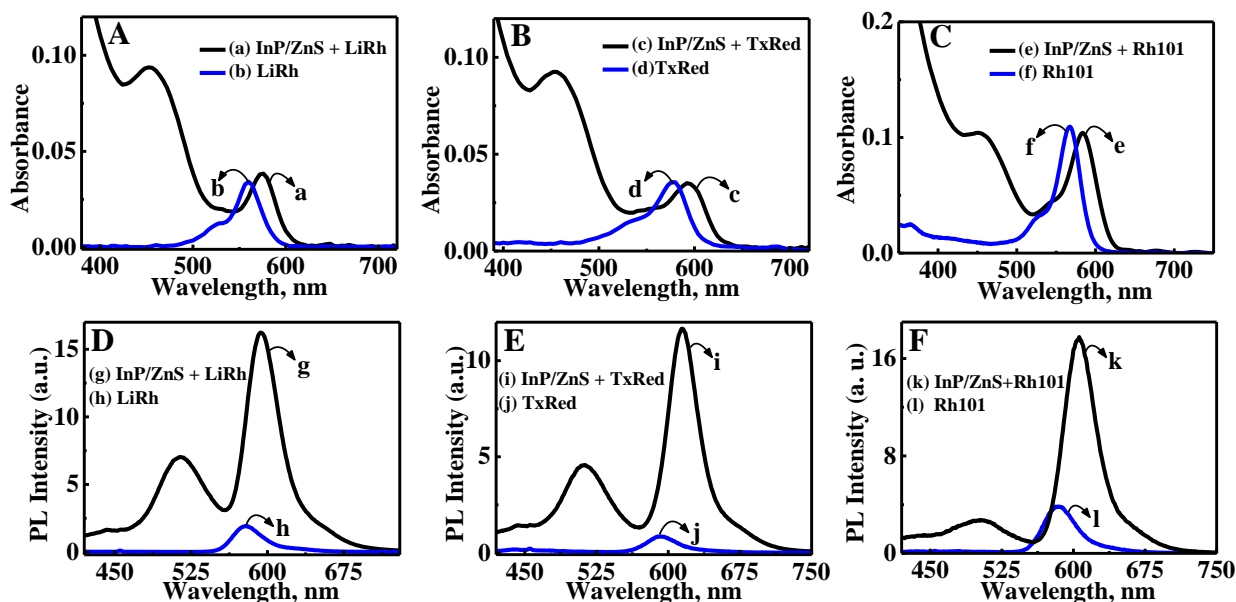 A
(a) InP/ZnS + LiRh
(b) LiRh
0.10
0.05
0.00
b
a
400 500 600 700
Wavelength, nm
Absorbance
B
(c) InP/ZnS + TxRed
(d)TxRed
0.10
0.05
0.00
d
c
400 500 600 700
Wavelength, nm
Absorbance
C
(e) InP/ZnS + Rh101
(f) Rh101
0.2
0.1
0.0
f
e
400 500 600 700
Wavelength, nm
Absorbance
D
(g) InP/ZnS + LiRh
(h) LiRh
15
10
5
0
g
h
450 525 600 675
Wavelength, nm
PL Intensity (a.u.)
E
(i) InP/ZnS + TxRed
(j) TxRed
10
5
0
i
j
450 525 600 675 750
Wavelength, nm
PL Intensity (a.u.)
F
(k) InP/ZnS+Rh101
(l) Rh101
16
8
0
k
l
450 525 600 675 750
Wavelength, nm
PL Intensity (a. u.)